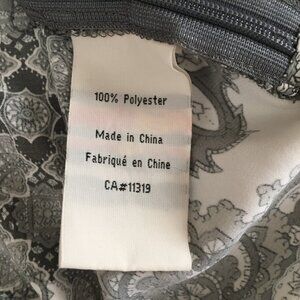 100% Polyester
Made in China
Fabriqué en Chine
CA#11319